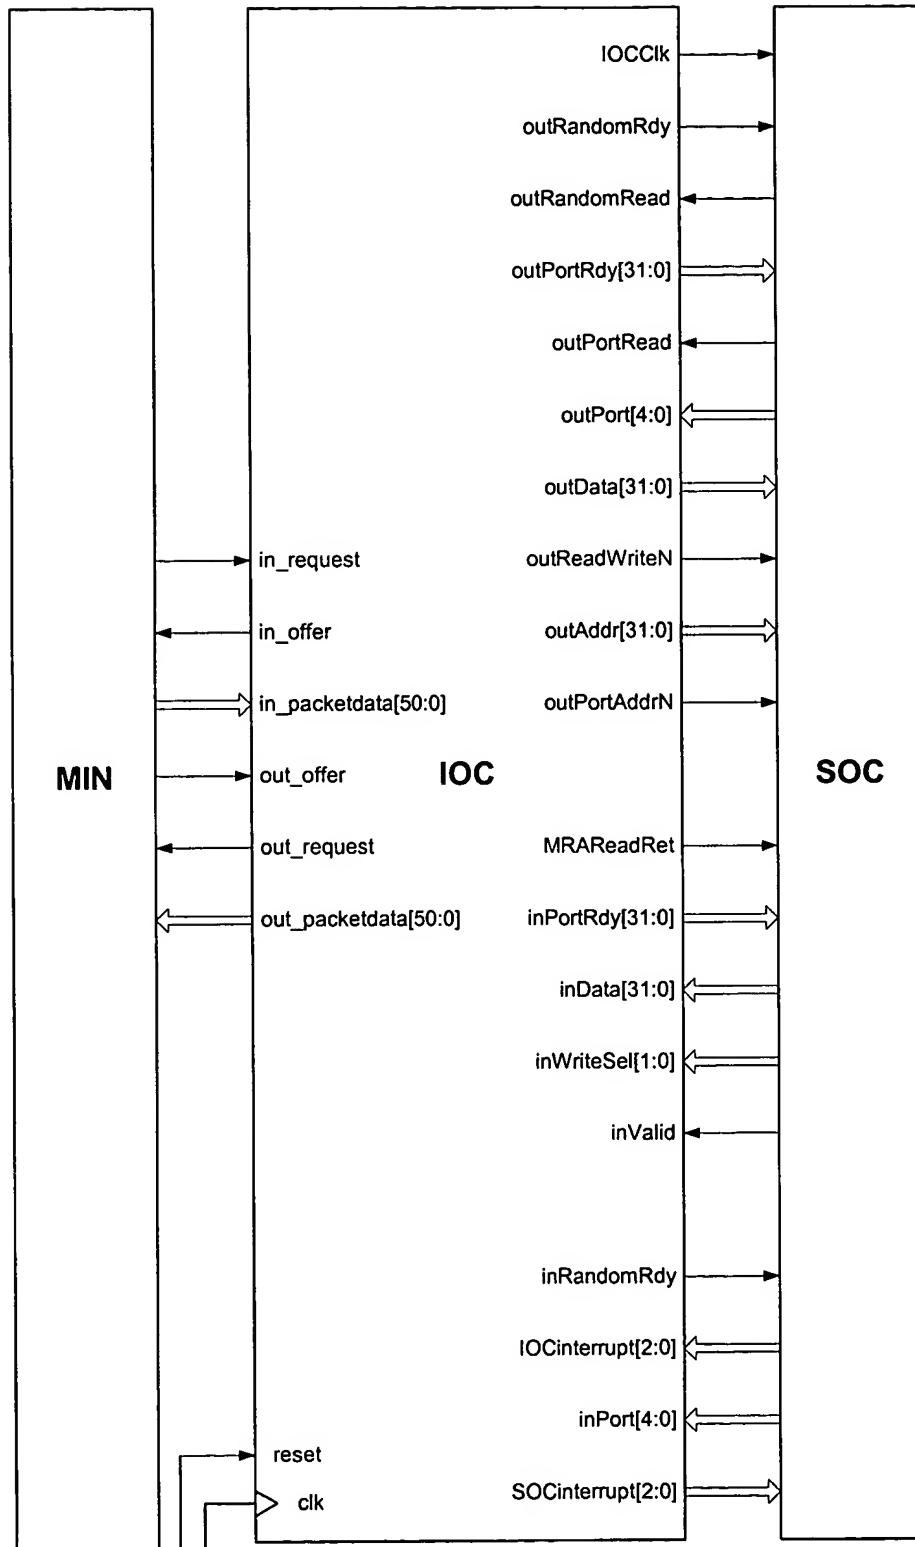 IOCClk
outRandomRdy
outRandomRead
outPortRdy[31:0]
outPortRead
outPort[4:0]
outData[31:0]
in_request
outReadWriteN
in_offer
outAddr[31:0]
in_packetdata[50:0]
outPortAddrN
MIN
out_offer
IOC
SOC
out_request
MRAReadRet
out_packetdata[50:0]
inPortRdy[31:0]
inData[31:0]
inWriteSel[1:0]
inValid
inRandomRdy
IOCinterrupt[2:0]
inPort[4:0]
reset
SOCinterrupt[2:0]
clk